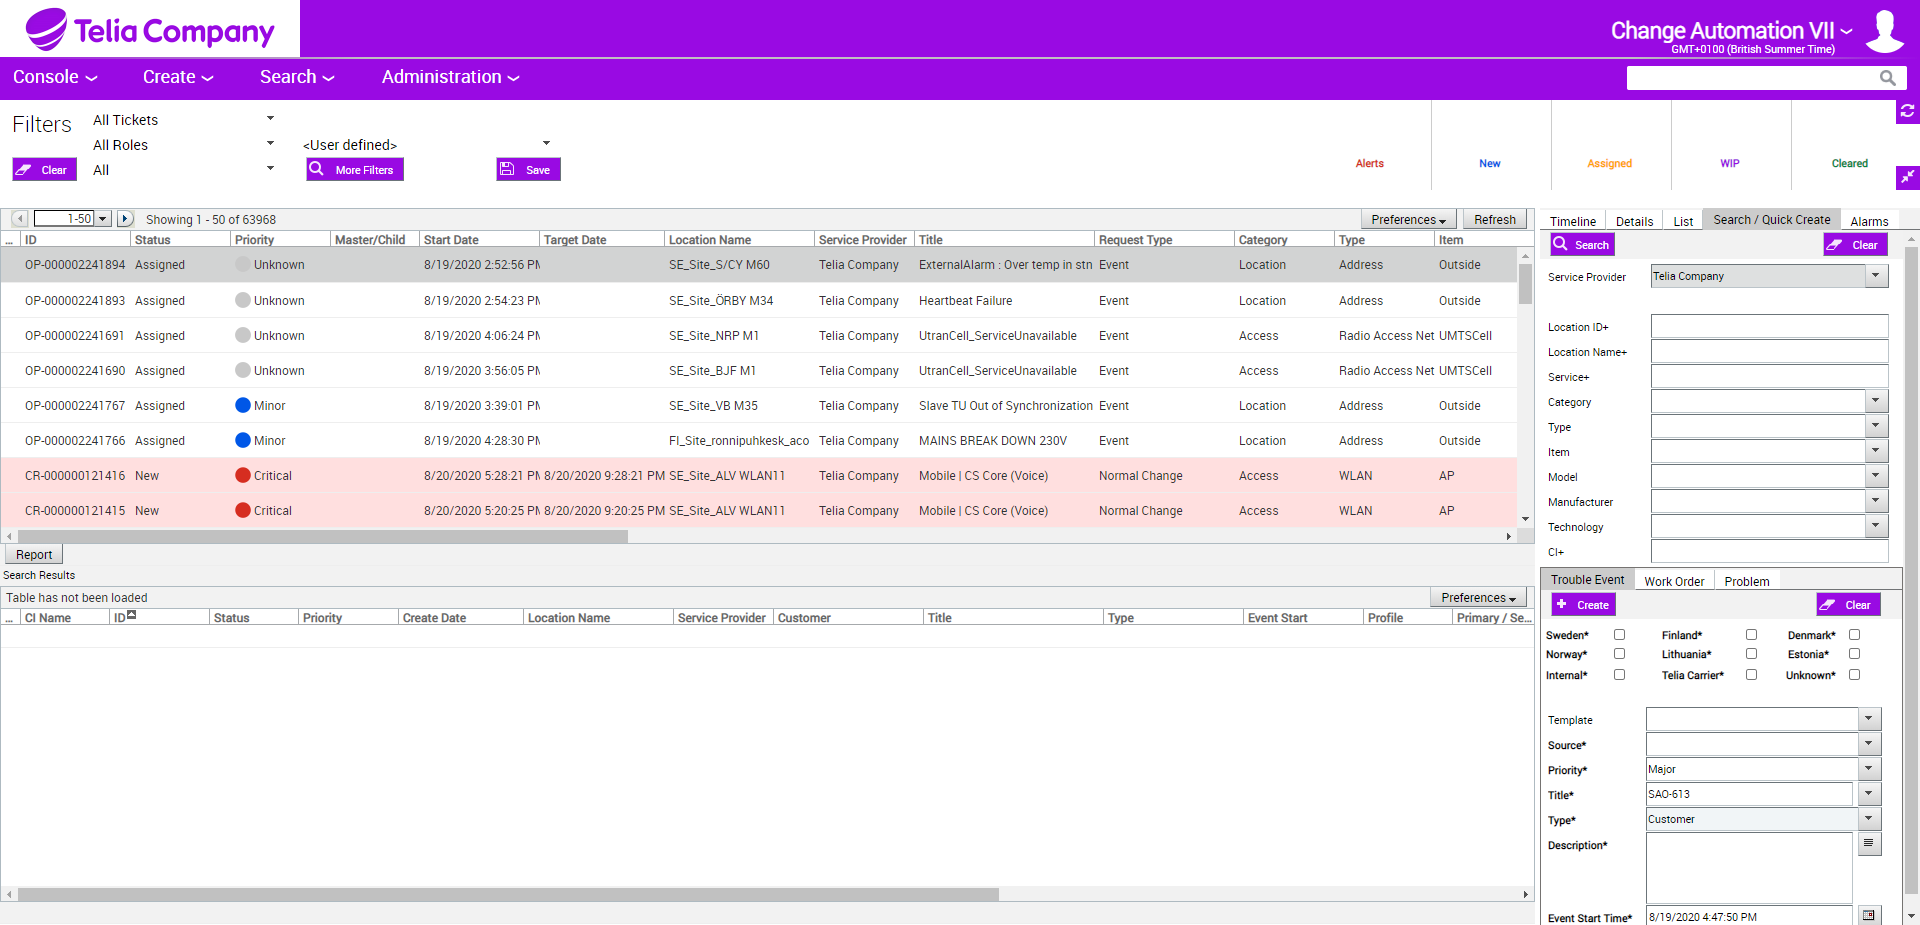 Telia Company
Change Automation VII
GMT+0100 (British Summer Time)
Console Create Search Administration
Filters All Tickets
All Roles <User defined>
Clear All More Filters Save
Alerts New Assigned WIP Cleared
1-50 Showing 1 - 50 of 63968 Preferences Refresh
... ID Status Priority Master/Child Start Date Target Date Location Name Service Provider Title Request Type Category Type Item
OP-000002241894 Assigned Unknown 8/19/2020 2:52:56 PM SE_Site_S/CY M60 Telia Company ExternalAlarm : Over temp in stn Event Location Address Outside
OP-000002241893 Assigned Unknown 8/19/2020 2:54:23 PM SE_Site_ÖRBY M34 Telia Company Heartbeat Failure Event Location Address Outside
OP-000002241691 Assigned Unknown 8/19/2020 4:06:24 PM SE_Site_NRP M1 Telia Company UtranCell_ServiceUnavailable Event Access Radio Access Net UMTSCell
OP-000002241690 Assigned Unknown 8/19/2020 3:56:05 PM SE_Site_BJF M1 Telia Company UtranCell_ServiceUnavailable Event Access Radio Access Net UMTSCell
OP-000002241767 Assigned Minor 8/19/2020 3:39:01 PM SE_Site_VB M35 Telia Company Slave TU Out of Synchronization Event Location Address Outside
OP-000002241766 Assigned Minor 8/19/2020 4:28:30 PM FI_Site_ronnipuhkesk_aco Telia Company MAINS BREAK DOWN 230V Event Location Address Outside
CR-000000121416 New Critical 8/20/2020 5:28:21 PM 8/20/2020 9:28:21 PM SE_Site_ALV WLAN11 Telia Company Mobile | CS Core (Voice) Normal Change Access WLAN AP
CR-000000121415 New Critical 8/20/2020 5:20:25 PM 8/20/2020 9:20:25 PM SE_Site_ALV WLAN11 Telia Company Mobile | CS Core (Voice) Normal Change Access WLAN AP
Report
Search Results
Table has not been loaded Preferences
... CI Name ID Status Priority Create Date Location Name Service Provider Customer Title Type Event Start Profile Primary / Se...
Timeline Details List Search / Quick Create Alarms
Search Clear
Service Provider Telia Company
Location ID+
Location Name+
Service+
Category
Type
Item
Model
Manufacturer
Technology
CI+
Trouble Event Work Order Problem
Create Clear
Sweden* Finland* Denmark*
Norway* Lithuania* Estonia*
Internal* Telia Carrier* Unknown*
Template
Source*
Priority* Major
Title* SAO-613
Type* Customer
Description*
Event Start Time* 8/19/2020 4:47:50 PM